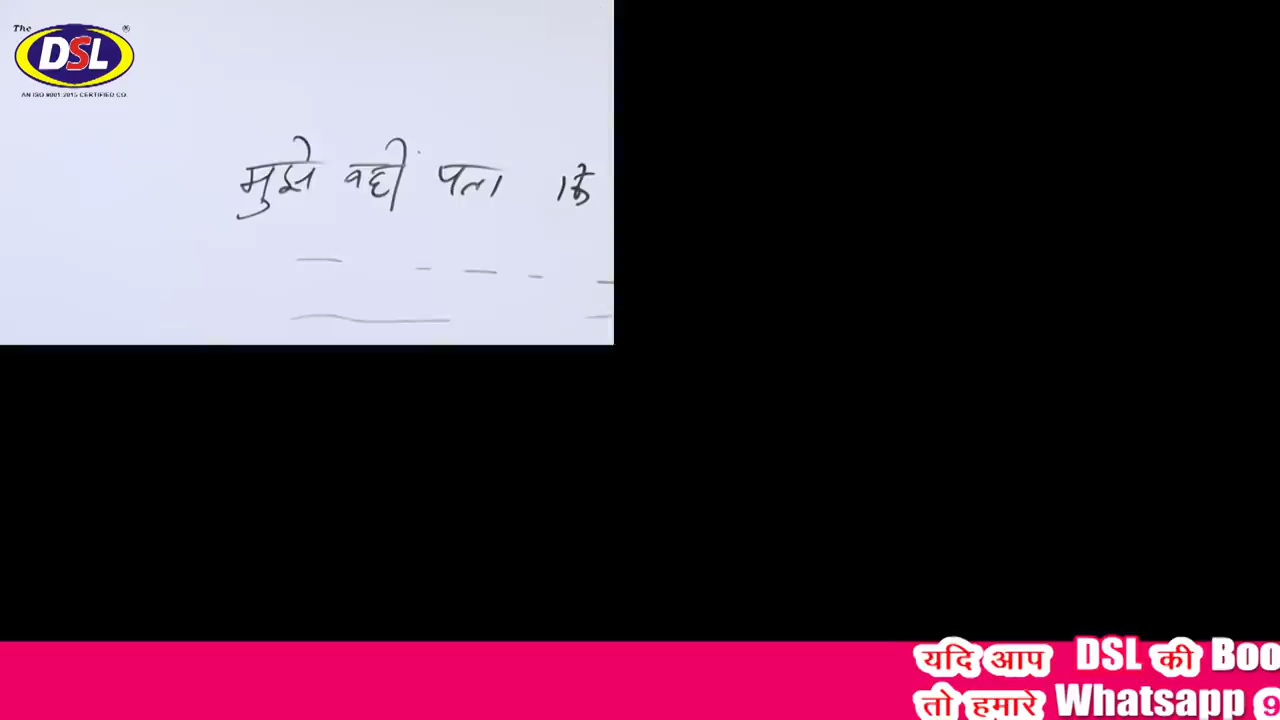 The ®
DSL
AN ISO 9001:2015 CERTIFIED CO.
मुझे नहीं पता कि
यदि आप DSL की Boo
तो हमारे Whatsapp 9